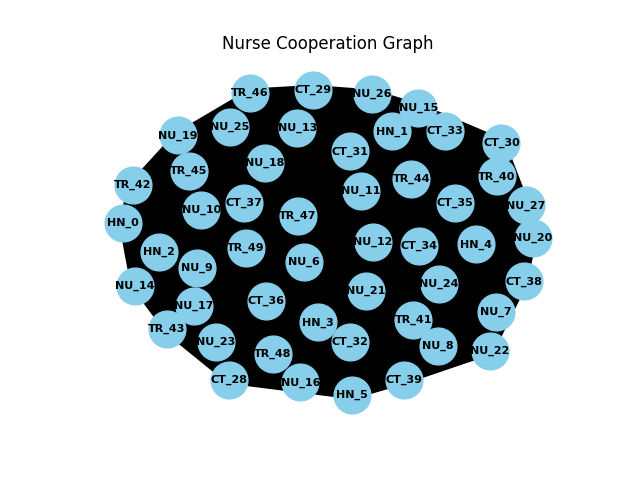 Nurse Cooperation Graph
TR_46
CT_29
NU_26
NU_15
NU_19
NU_25
NU_13
HN_1
CT_33
CT_30
CT_31
NU_18
TR_45
TR_44
TR_40
TR_42
NU_11
NU_10
CT_37
CT_35
NU_27
HN_0
TR_47
NU_20
HN_2
TR_49
NU_12
CT_34
HN_4
NU_9
NU_6
CT_38
NU_14
NU_21
NU_24
NU_17
CT_36
NU_7
TR_43
HN_3
TR_41
NU_23
CT_32
NU_8
NU_22
TR_48
CT_28
NU_16
CT_39
HN_5